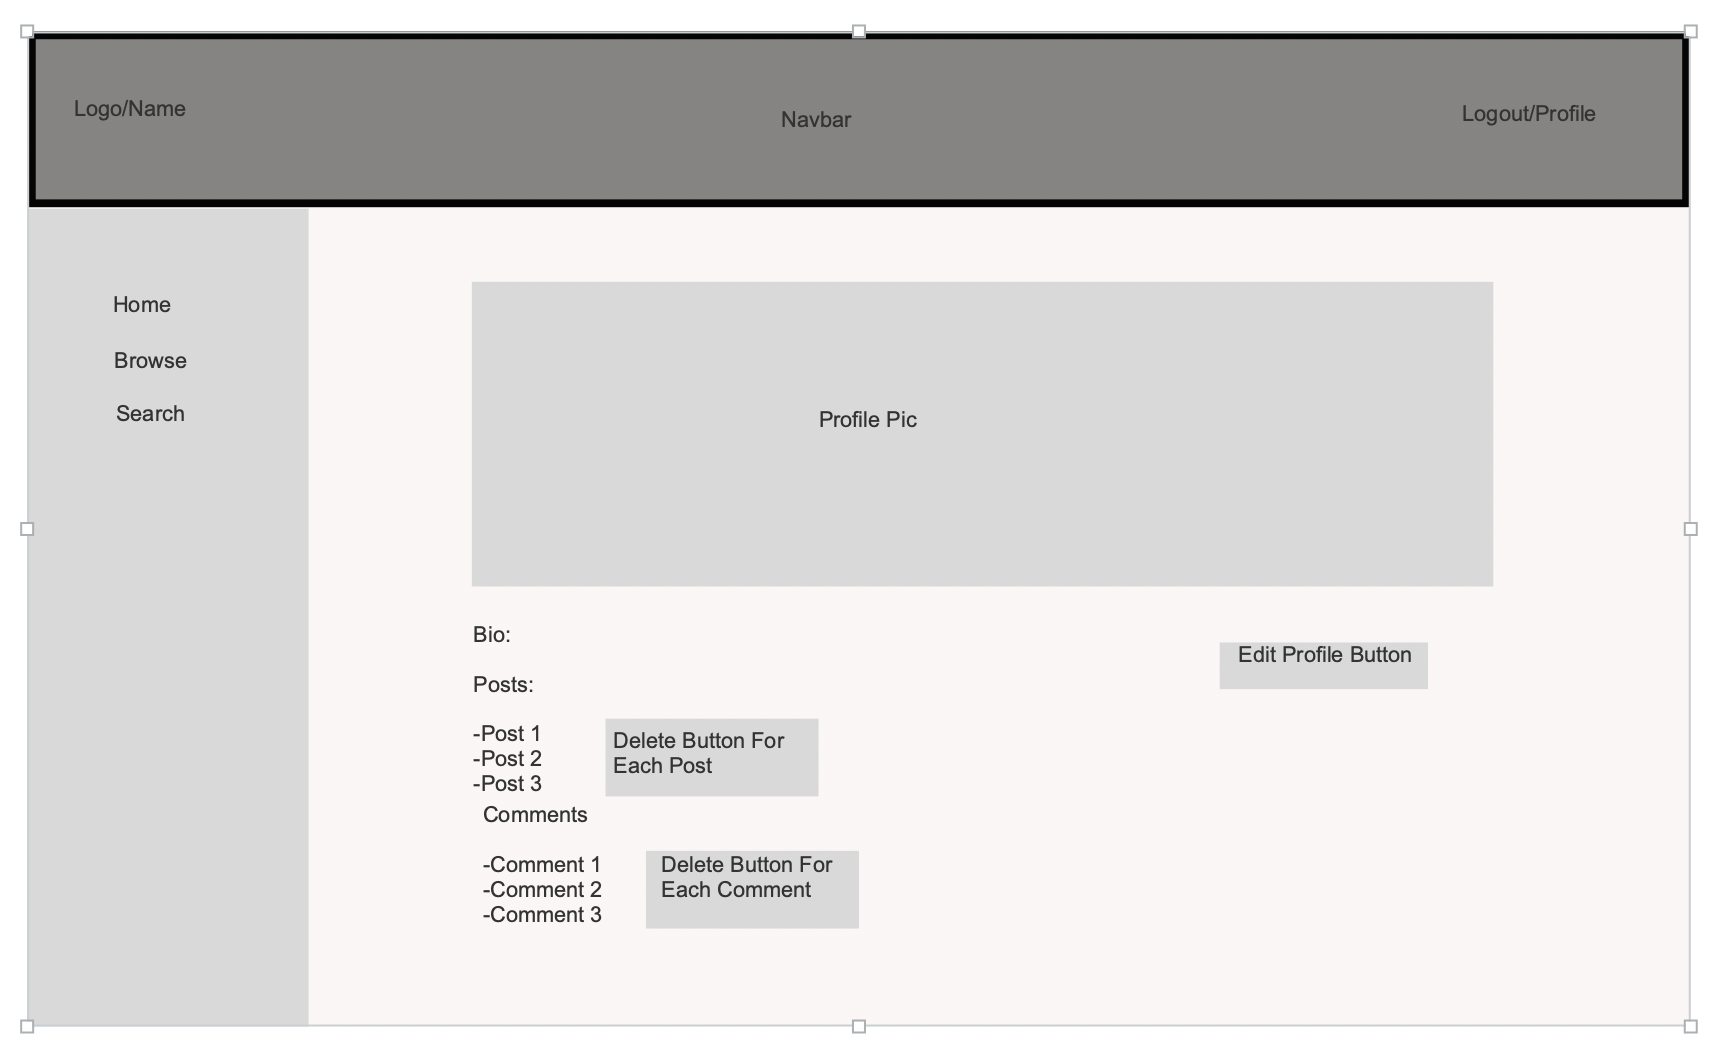 Logo/Name
Navbar
Logout/Profile
Home
Browse
Search
Profile Pic
Bio:
Edit Profile Button
Posts:
-Post 1
-Post 2
-Post 3
Delete Button For
Each Post
Comments
-Comment 1
-Comment 2
-Comment 3
Delete Button For
Each Comment